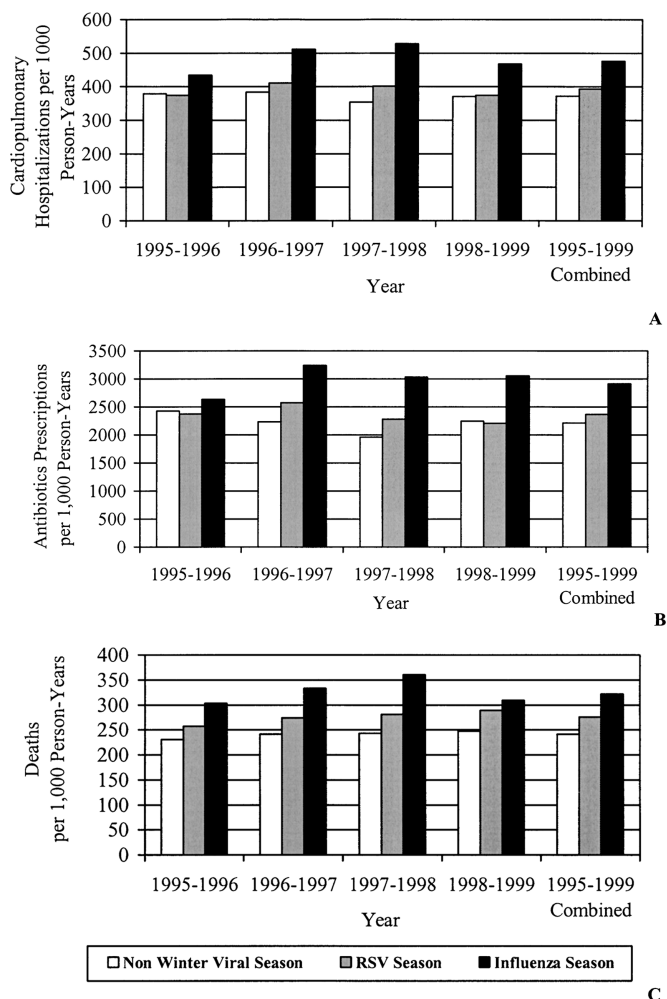 Cardiopulmonary
Hospitalizations per 1000
Person-Years
600
500
400
300
200
100
0
1995-1996 1996-1997 1997-1998 1998-1999 1995-1999
Combined
Year
A
Antibiotics Prescriptions
per 1,000 Person-Years
3500
3000
2500
2000
1500
1000
500
0
1995-1996 1996-1997 1997-1998 1998-1999 1995-1999
Combined
Year
B
Deaths
per 1,000 Person-Years
400
350
300
250
200
150
100
50
0
1995-1996 1996-1997 1997-1998 1998-1999 1995-1999
Combined
Year
Non Winter Viral Season RSV Season Influenza Season
C